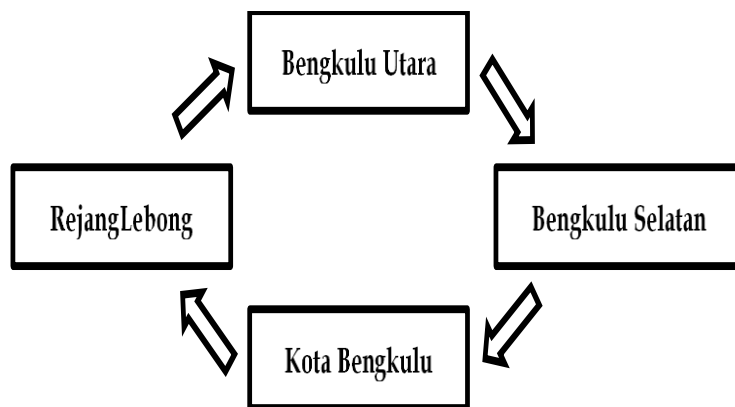 Bengkulu Utara
RejangLebong
Bengkulu Selatan
Kota Bengkulu